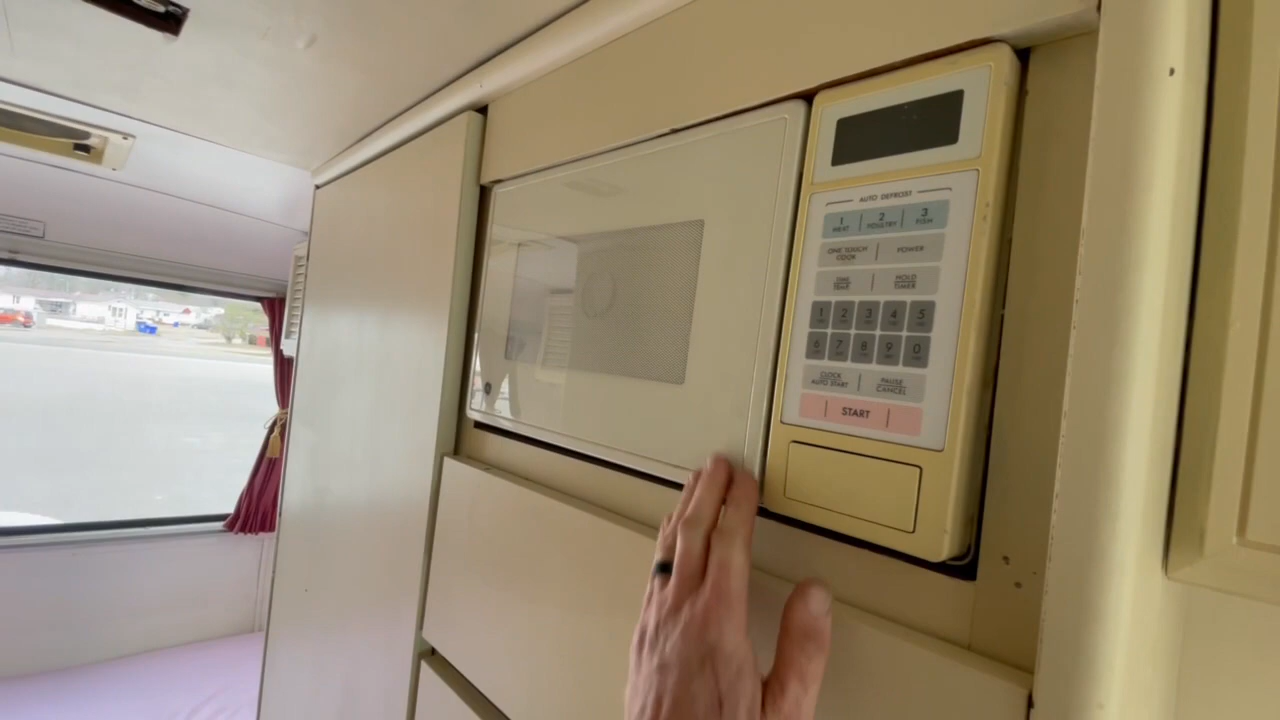 AUTO DEFROST
1 2 3
MEAT POULTRY FISH
ONE TOUCH COOK POWER
HOLD TIMER
1 2 3 4 5
6 7 8 9 0
CLOCK AUTO START PAUSE CANCEL
START